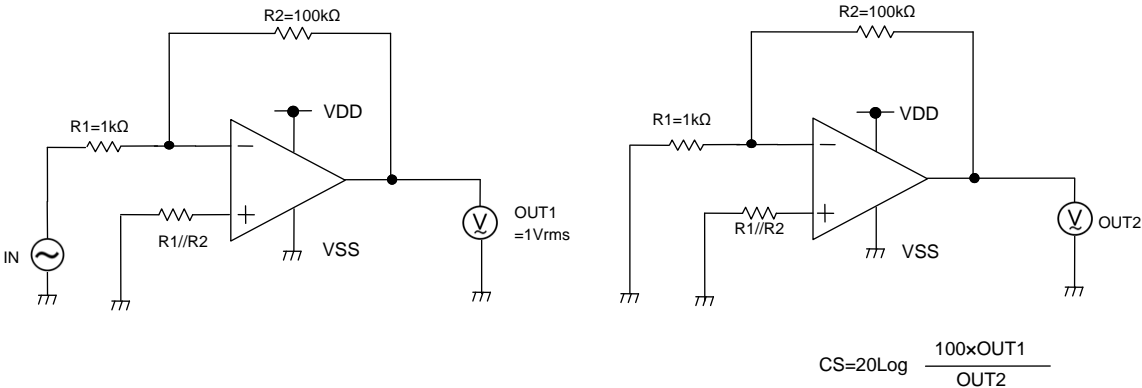 R2=100kΩ
R1=1kΩ
VDD
−
+
R1//R2
VSS
IN
V
OUT1
=1Vrms
R2=100kΩ
R1=1kΩ
VDD
−
+
R1//R2
VSS
V
OUT2
CS=20Log 100×OUT1
OUT2